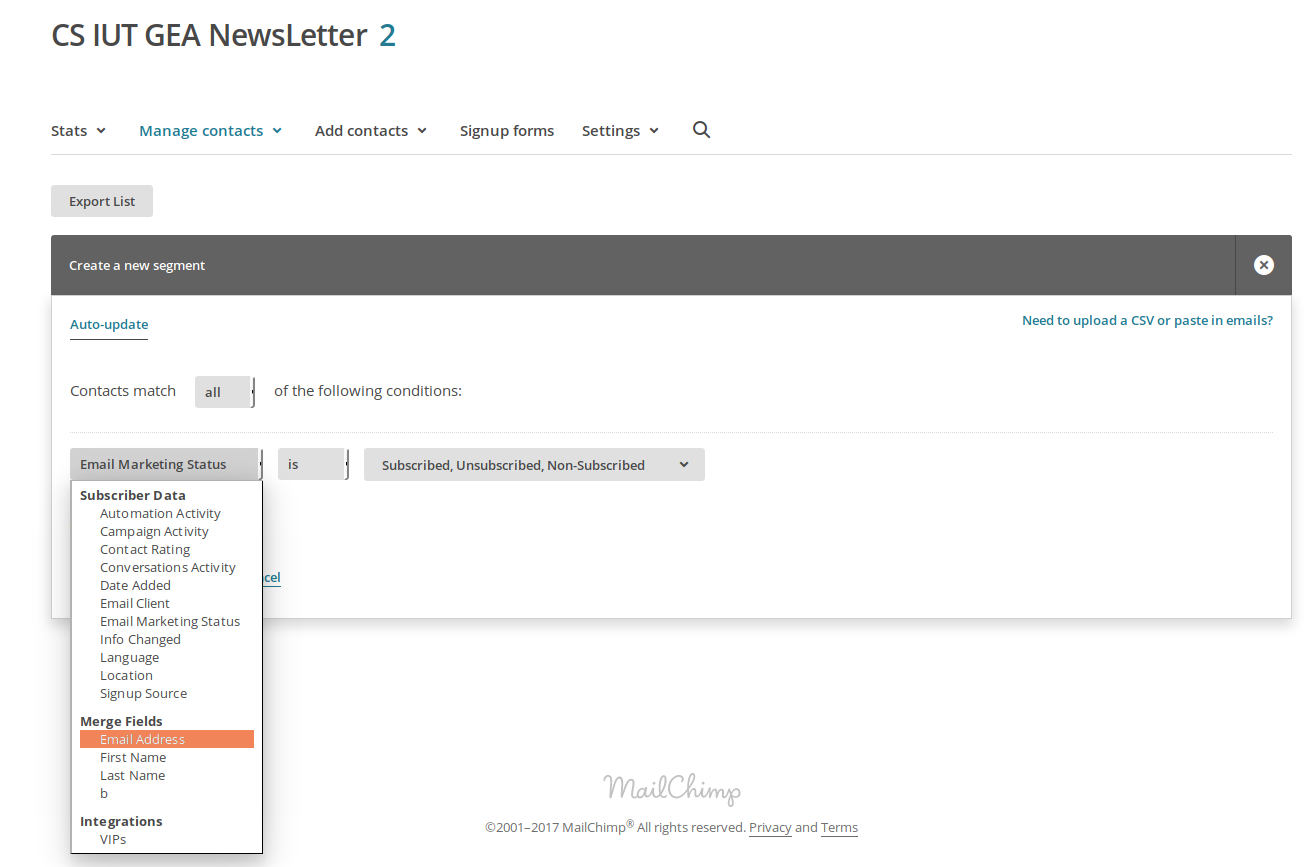 CS IUT GEA NewsLetter 2
Stats Manage contacts Add contacts Signup forms Settings
Export List
Create a new segment
Auto-update
Need to upload a CSV or paste in emails?
Contacts match all of the following conditions:
Email Marketing Status is Subscribed, Unsubscribed, Non-Subscribed
Subscriber Data
Automation Activity
Campaign Activity
Contact Rating
Conversations Activity
Date Added
Email Client
Email Marketing Status
Info Changed
Language
Location
Signup Source
Merge Fields
Email Address
First Name
Last Name
b
Integrations
VIPs
cel
MailChimp
©2001–2017 MailChimp® All rights reserved. Privacy and Terms